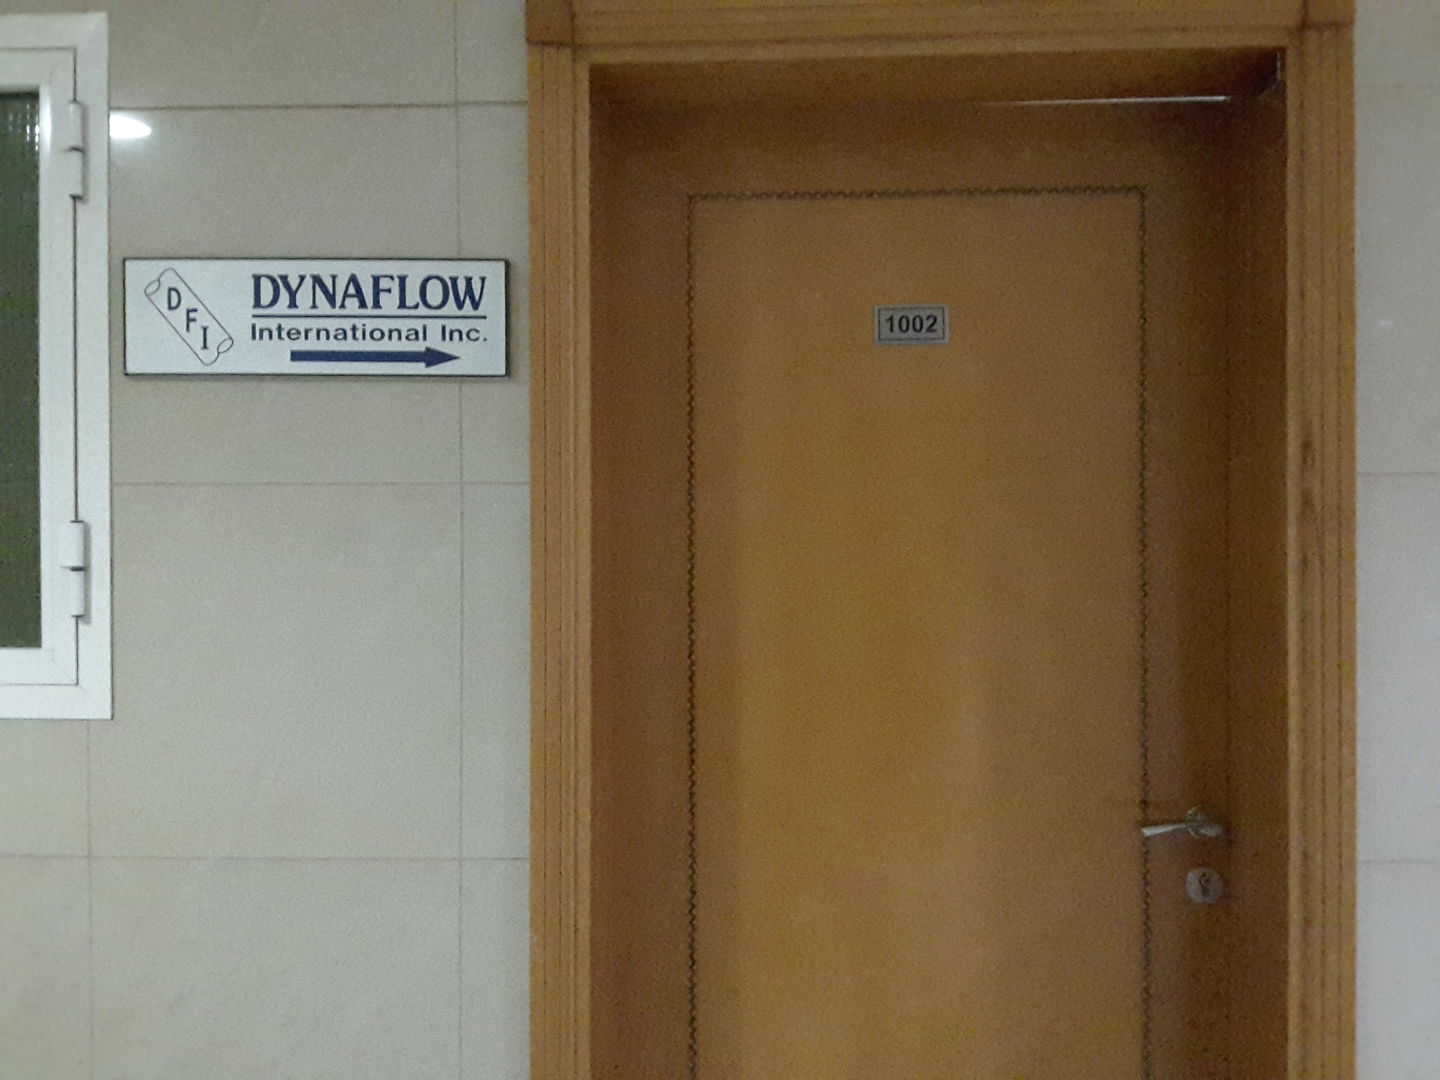 DFI
DYNAFLOW
International Inc.
1002